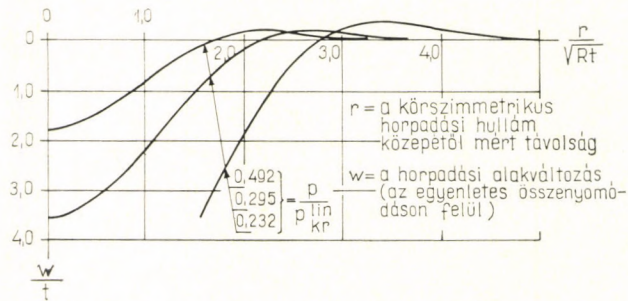 0 1,0
0 2,0 3,0 4,0 r
√Rt
1,0
r = a körszimmetrikus
horpadási hullám
közepétől mért távolság
2,0
w = a horpadási alakváltozás
(az egyenletes összenyomó-
dáson felül)
3,0
0,492
0,295 = p
0,232 p lin
kr
4,0
w
t